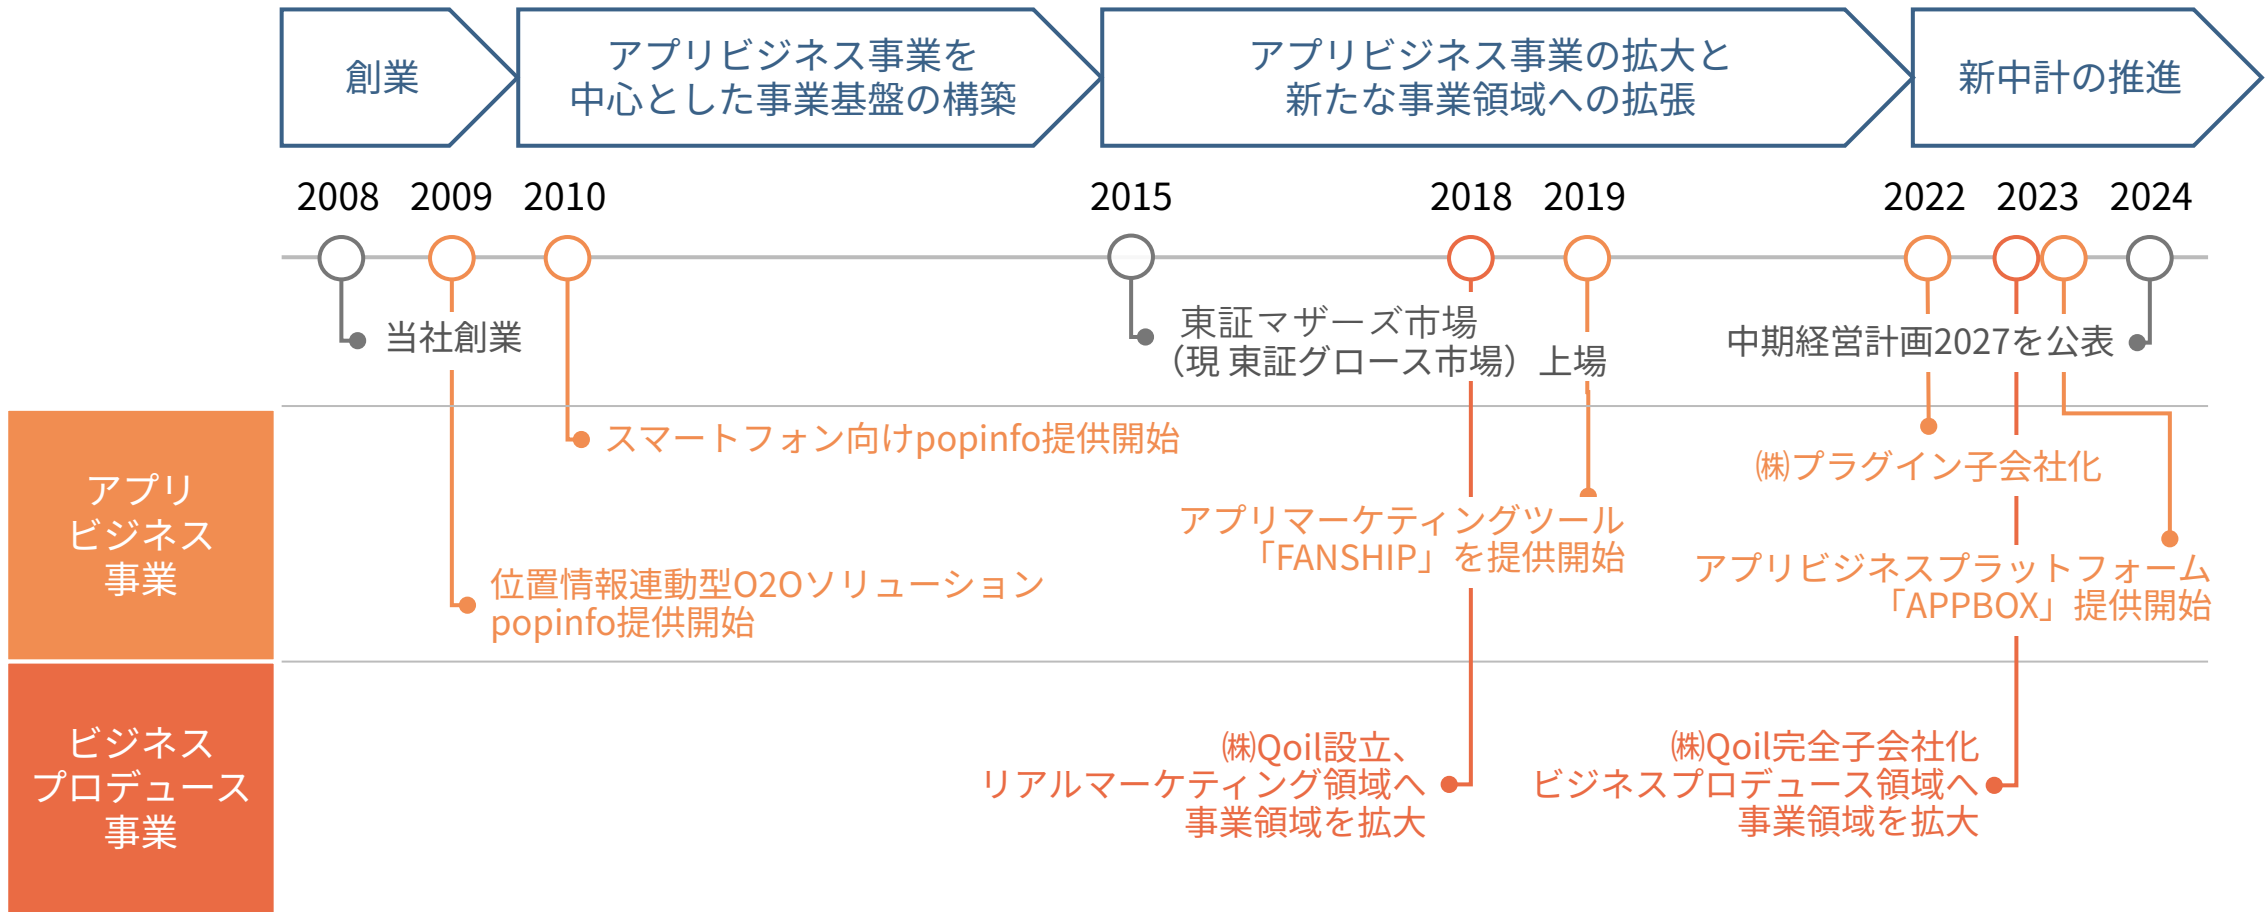 創業
アプリビジネス事業を
中心とした事業基盤の構築
アプリビジネス事業の拡大と
新たな事業領域への拡張
新中計の推進
2008
2009
2010
2015
2018
2019
2022
2023
2024
当社創業
東証マザーズ市場
（現 東証グロース市場）上場
中期経営計画2027を公表
アプリ
ビジネス
事業
スマートフォン向けpopinfo提供開始
位置情報連動型O2Oソリューション
popinfo提供開始
アプリマーケティングツール
「FANSHIP」を提供開始
㈱プラグイン子会社化
アプリビジネスプラットフォーム
「APPBOX」提供開始
ビジネス
プロデュース
事業
㈱Qoil設立、
リアルマーケティング領域へ
事業領域を拡大
㈱Qoil完全子会社化
ビジネスプロデュース領域へ
事業領域を拡大